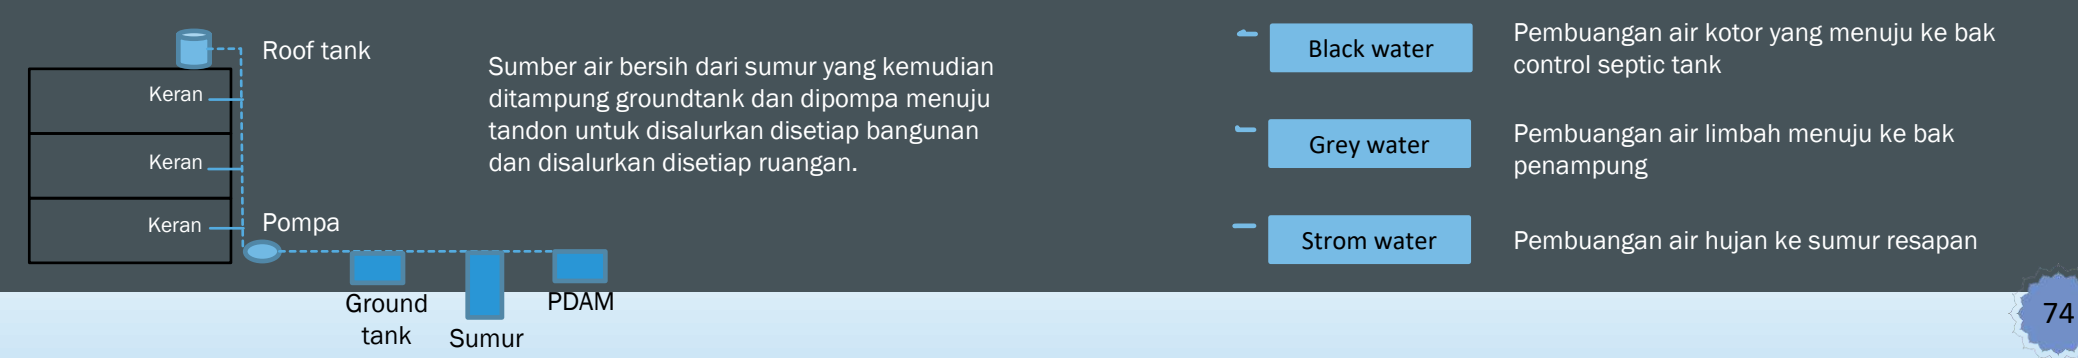 Roof tank
Keran
Keran
Keran
Pompa
Ground
tank
Sumur
PDAM
Sumber air bersih dari sumur yang kemudian
ditampung groundtank dan dipompa menuju
tandon untuk disalurkan disetiap bangunan
dan disalurkan disetiap ruangan.
Black water
Pembuangan air kotor yang menuju ke bak
control septic tank
Grey water
Pembuangan air limbah menuju ke bak
penampung
Strom water
Pembuangan air hujan ke sumur resapan
74